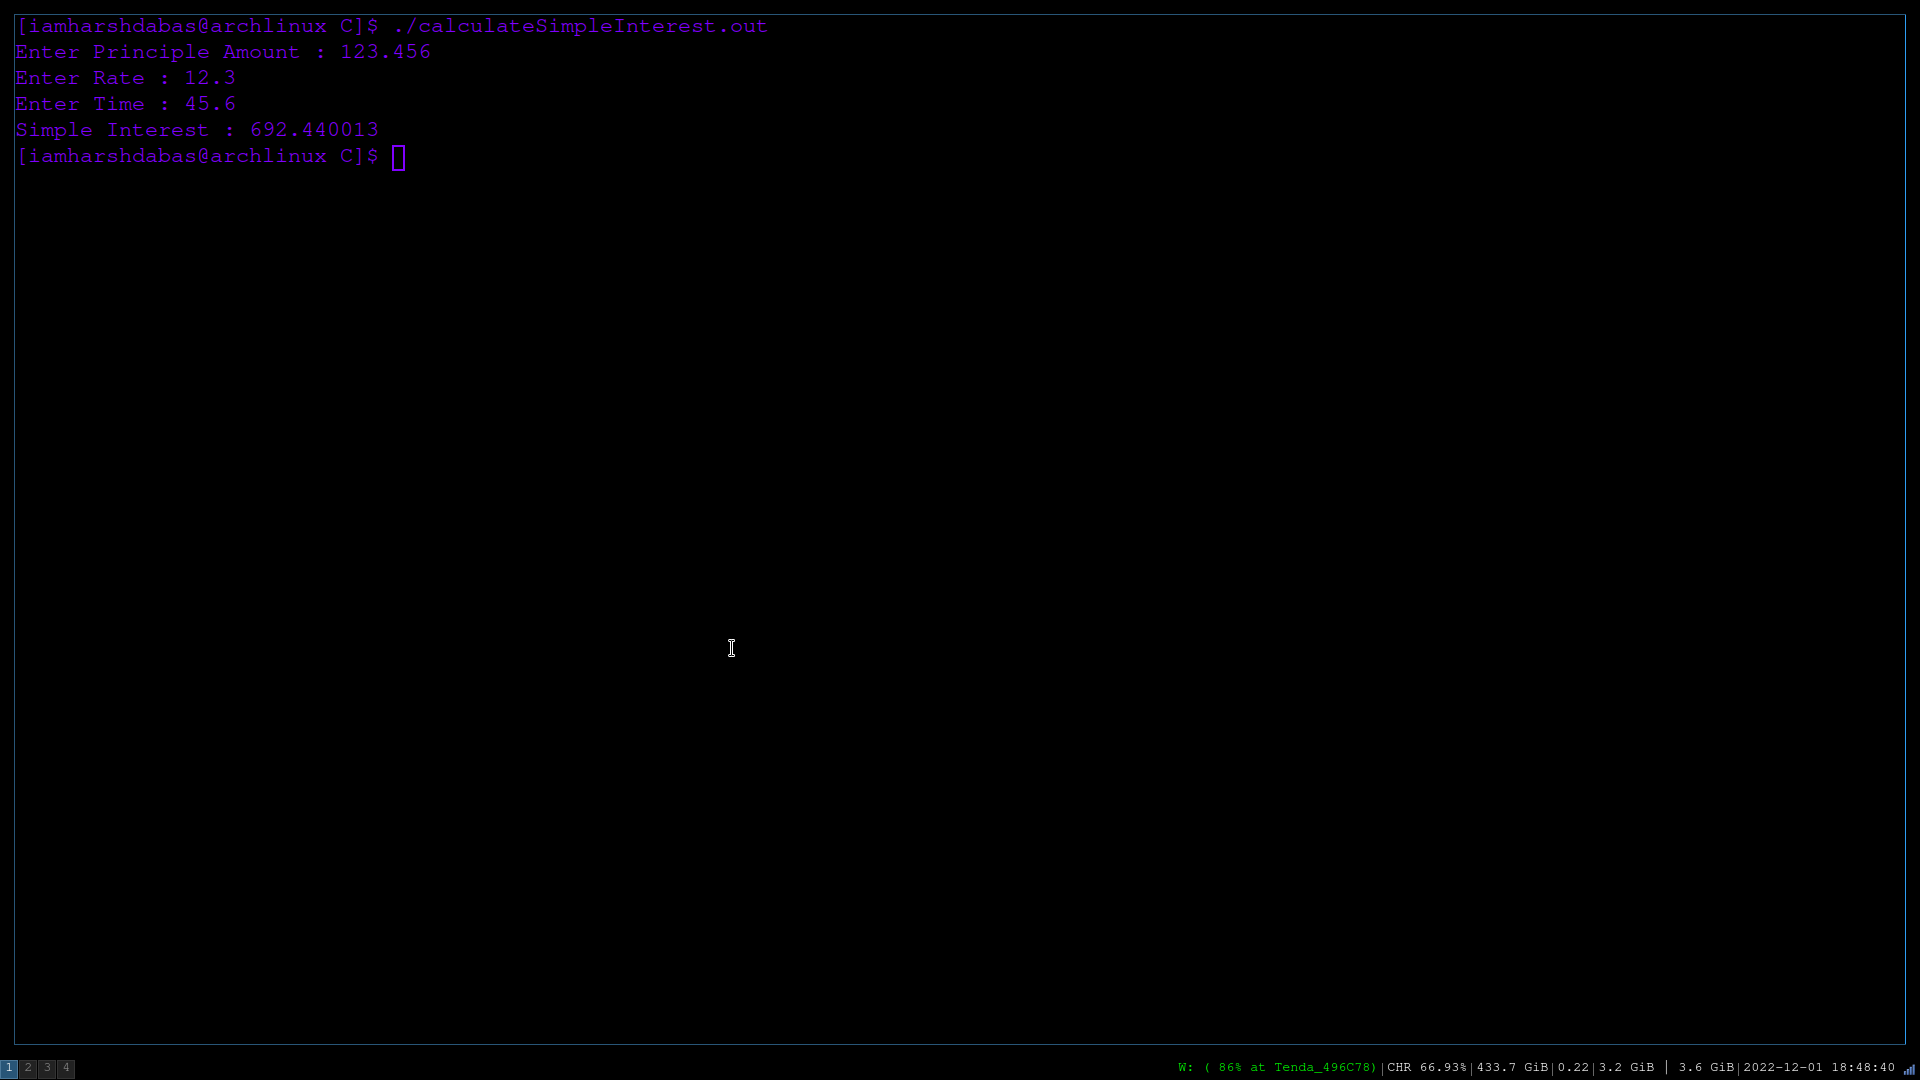 [iamharshdabas@archlinux C]$ ./calculateSimpleInterest.out
Enter Principle Amount : 123.456
Enter Rate : 12.3
Enter Time : 45.6
Simple Interest : 692.440013
[iamharshdabas@archlinux C]$
1 2 3 4 W: ( 86% at Tenda_496C78)|CHR 66.93%|433.7 GiB|0.22|3.2 GiB | 3.6 GiB|2022-12-01 18:48:40